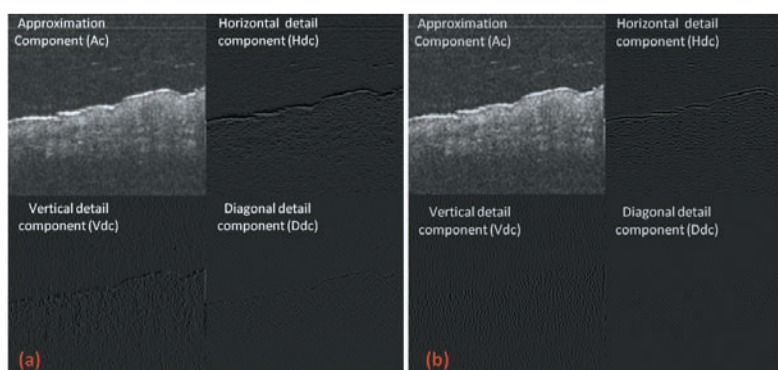 Approximation
Component (Ac)
Horizontal detail
component (Hdc)
Vertical detail
component (Vdc)
Diagonal detail
component (Ddc)
(a)
Approximation
Component (Ac)
Horizontal detail
component (Hdc)
Vertical detail
component (Vdc)
Diagonal detail
component (Ddc)
(b)